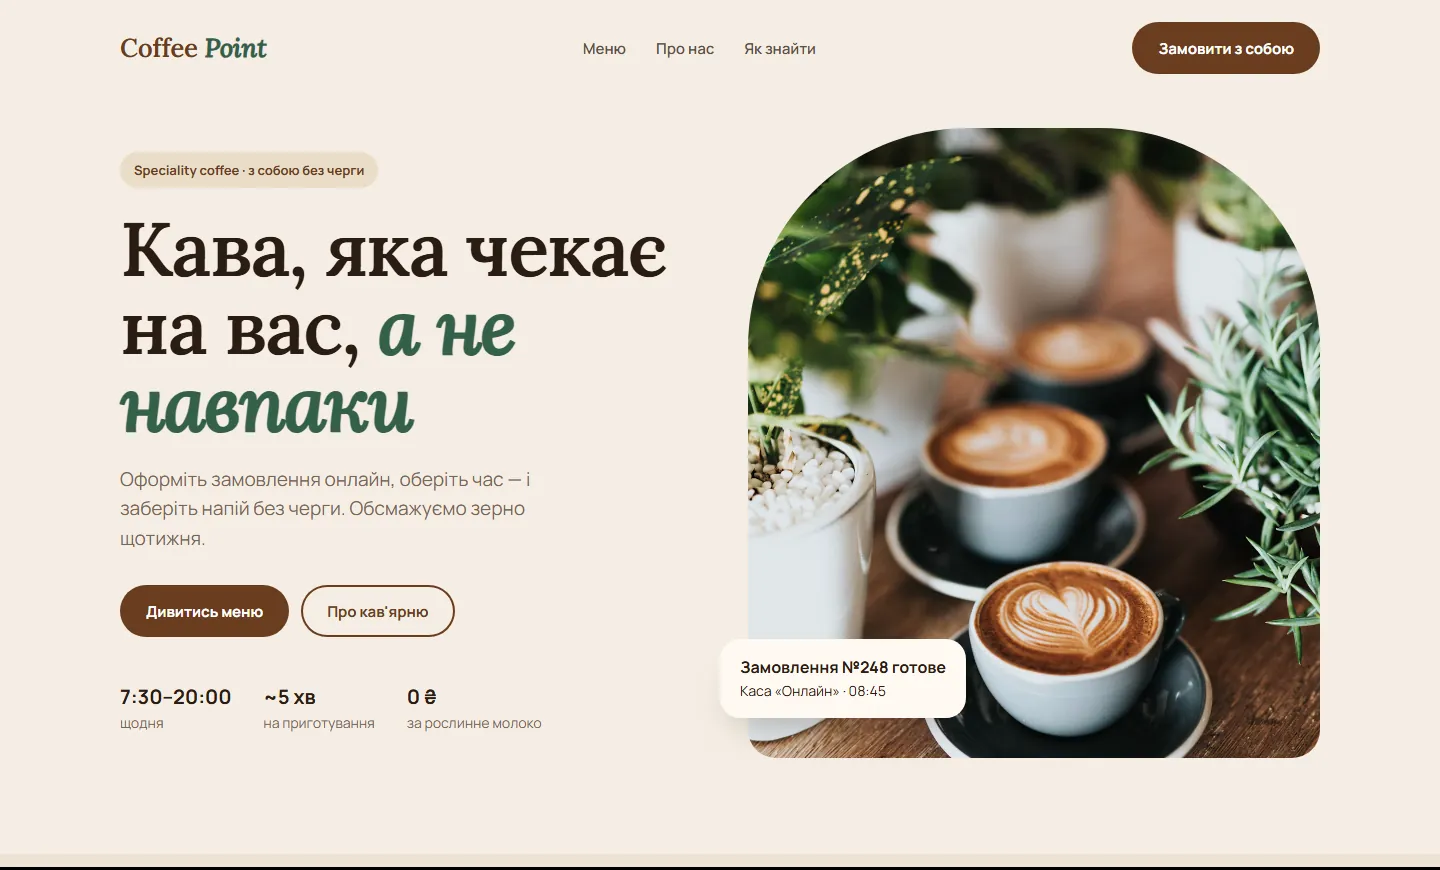 Coffee Point
Меню
Про нас
Як знайти
Замовити з собою
Speciality coffee · з собою без черги
Кава, яка чекає
на вас, а не
навпаки
Оформіть замовлення онлайн, оберіть час — і
заберіть напій без черги. Обсмажуємо зерно
щотижня.
Дивитись меню
Про кав'ярню
7:30–20:00
щодня
~5 хв
на приготування
0 ₴
за рослинне молоко
Замовлення №248 готове
Каса «Онлайн» · 08:45